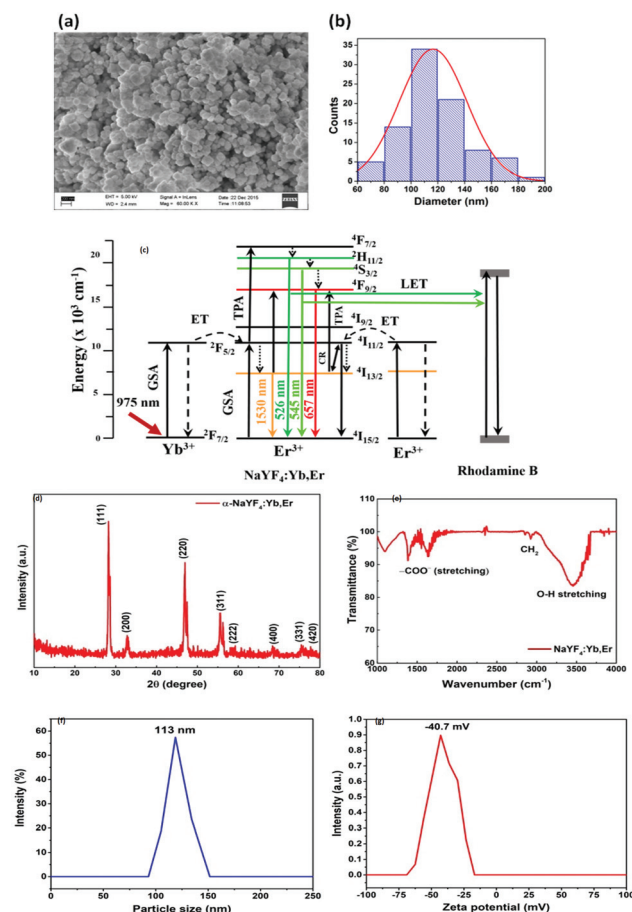 (a)
(b)
EHT = 5.00 kV
Signal A = InLens
Date :22 Dec 2015
WD = 2.4 mm
Mag = 60.00 K X
Time :11:09:53
ZEISS
Counts
35
30
25
20
15
10
5
0
60 80 100 120 140 160 180 200
Diameter (nm)
(c)
Energy (x 10³ cm⁻¹)
20
15
10
5
0
⁴F₇/₂
²H₁₁/₂
⁴S₃/₂
⁴F₉/₂
⁴I₉/₂
⁴I₁₁/₂
⁴I₁₃/₂
⁴I₁₅/₂
LET
TPA
TPA
ET
ET
²F₅/₂
²F₇/₂
CR
GSA
GSA
975 nm
1530 nm
526 nm
545 nm
657 nm
Yb³⁺
Er³⁺
Er³⁺
NaYF₄:Yb,Er
Rhodamine B
(d)
α-NaYF₄:Yb,Er
Intensity (a.u.)
(111)
(200)
(220)
(311)
(222)
(400)
(331)
(420)
10 20 30 40 50 60 70 80
2θ (degree)
Transmittance (%)
110
100
90
80
70
60
--COO⁻ (stretching)
CH₂
O-H stretching
NaYF₄:Yb,Er
1000 1500 2000 2500 3000 3500 4000
Wavenumber (cm⁻¹)
(f)
113 nm
Intensity (%)
60
50
40
30
20
10
0
0 50 100 150 200 250
Particle size (nm)
(g)
-40.7 mV
Intensity (a.u.)
1.0
0.9
0.8
0.7
0.6
0.5
0.4
0.3
0.2
0.1
0.0
-100 -75 -50 -25 0 25 50 75 100
Zeta potential (mV)